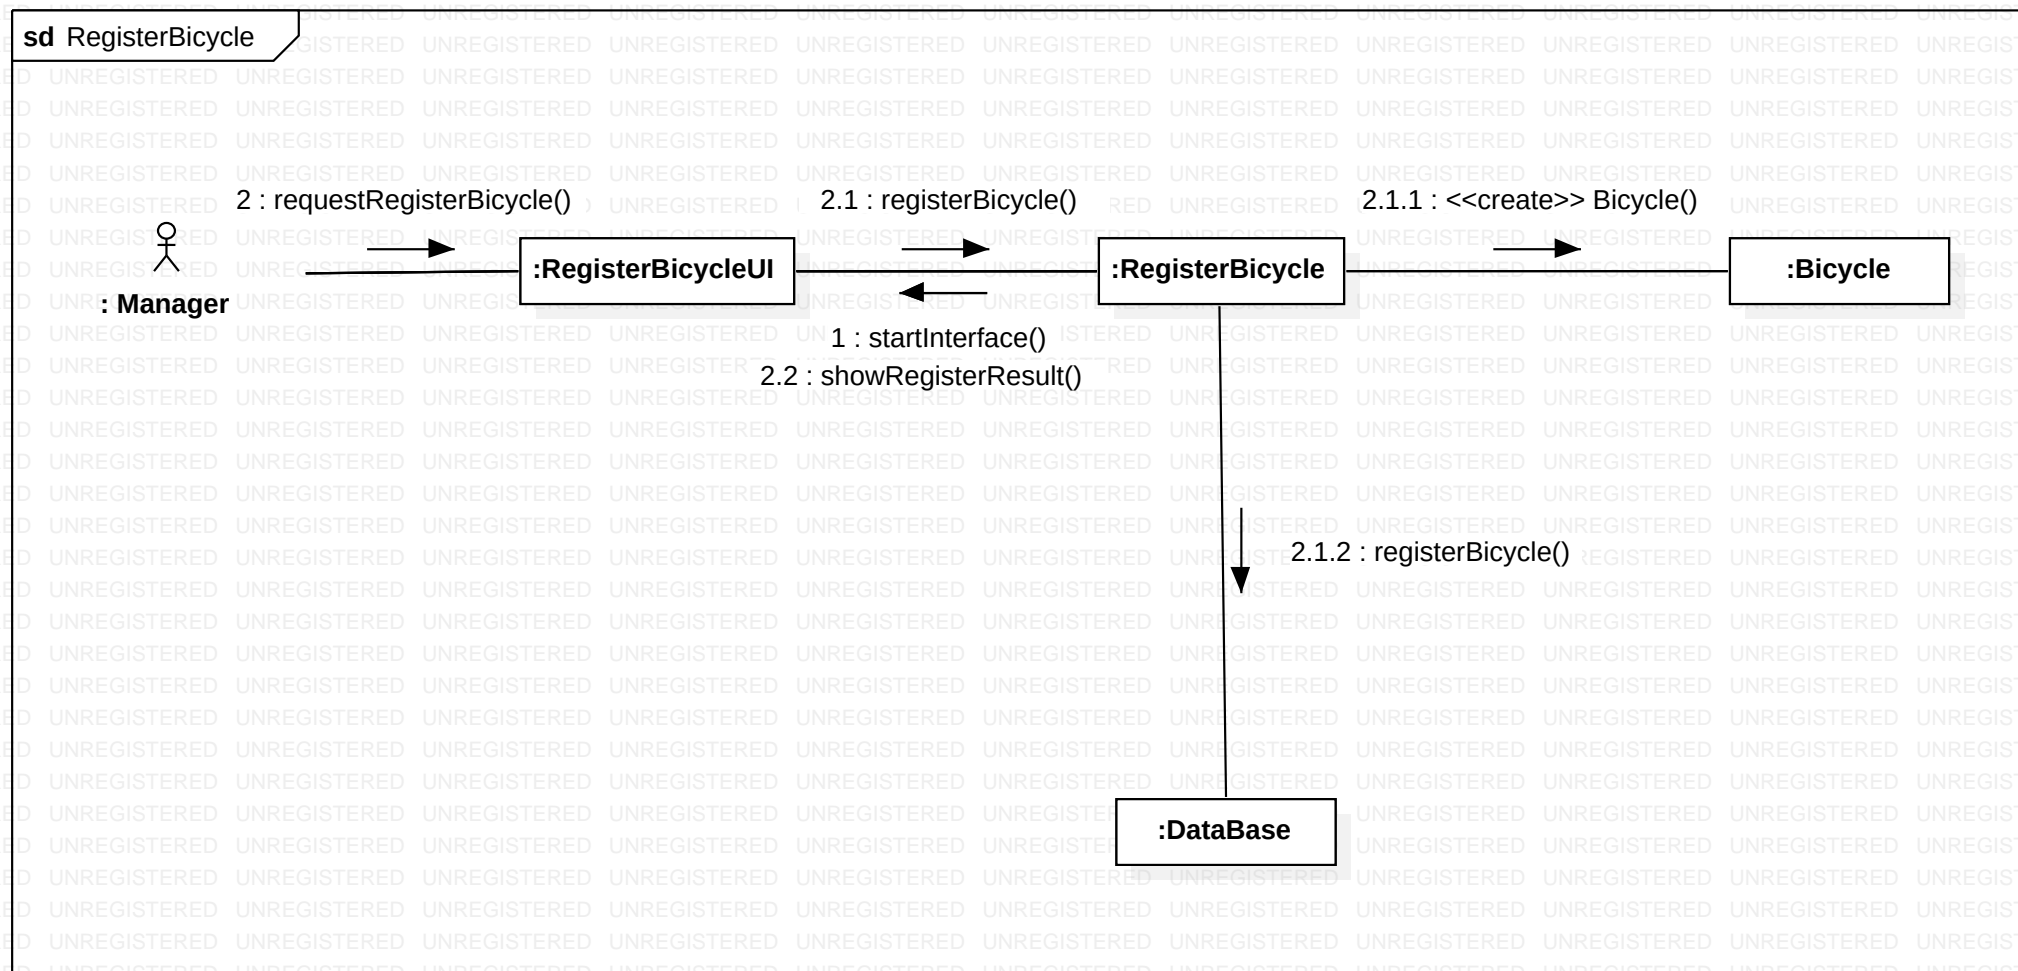 sd RegisterBicycle
2 : requestRegisterBicycle()
2.1 : registerBicycle()
2.1.1 : <<create>> Bicycle()
: Manager
:RegisterBicycleUI
:RegisterBicycle
:Bicycle
1 : startInterface()
2.2 : showRegisterResult()
2.1.2 : registerBicycle()
:DataBase
UNREGISTERED